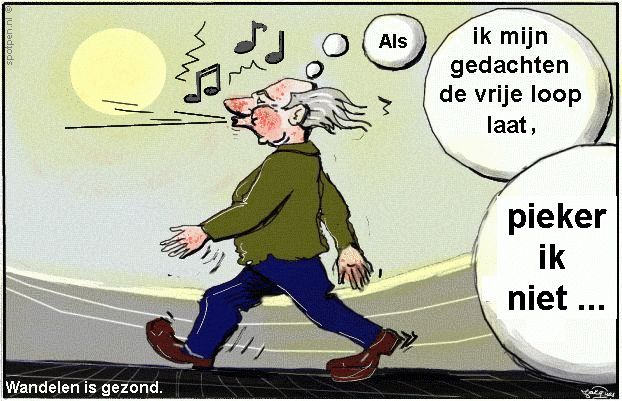 spotpen.nl ©
Als
ik mijn
gedachten
de vrije loop
laat,
pieker
ik
niet ...
Wandelen is gezond.